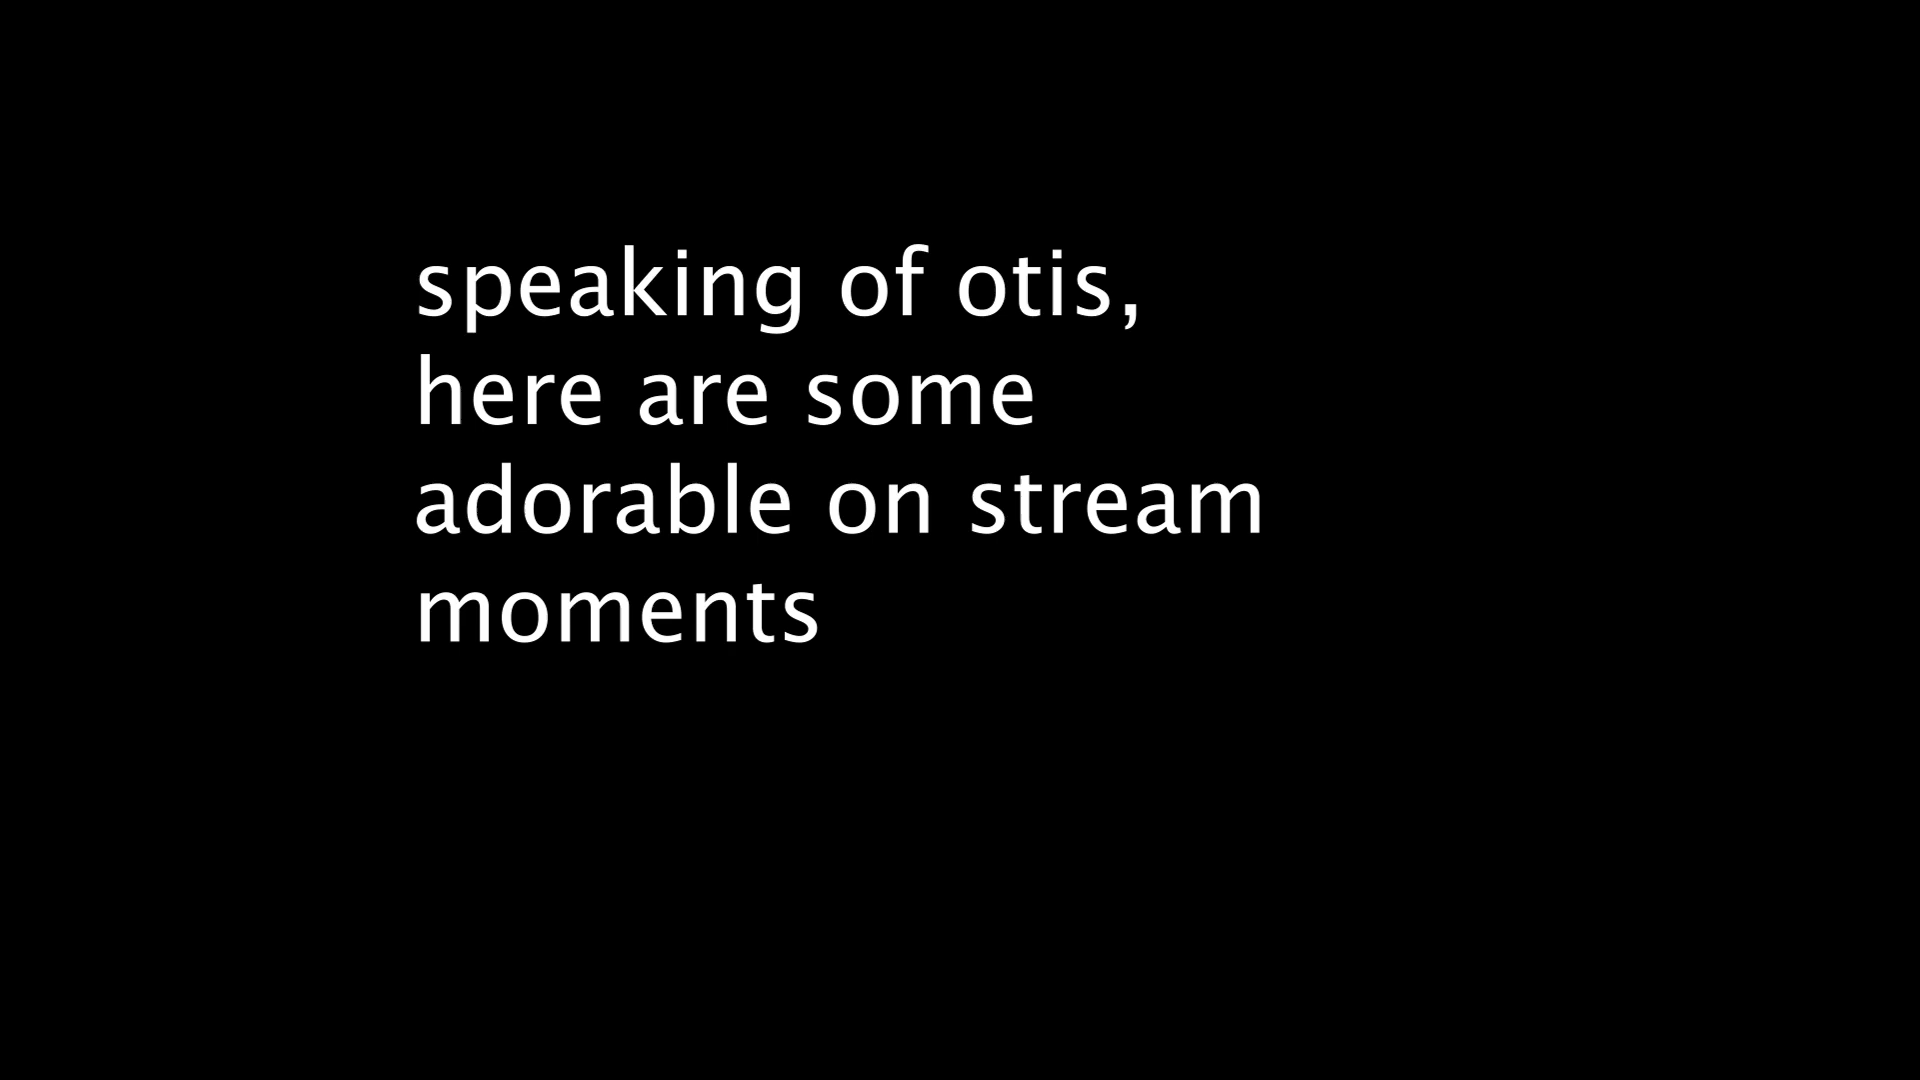 speaking of otis,
here are some
adorable on stream
moments